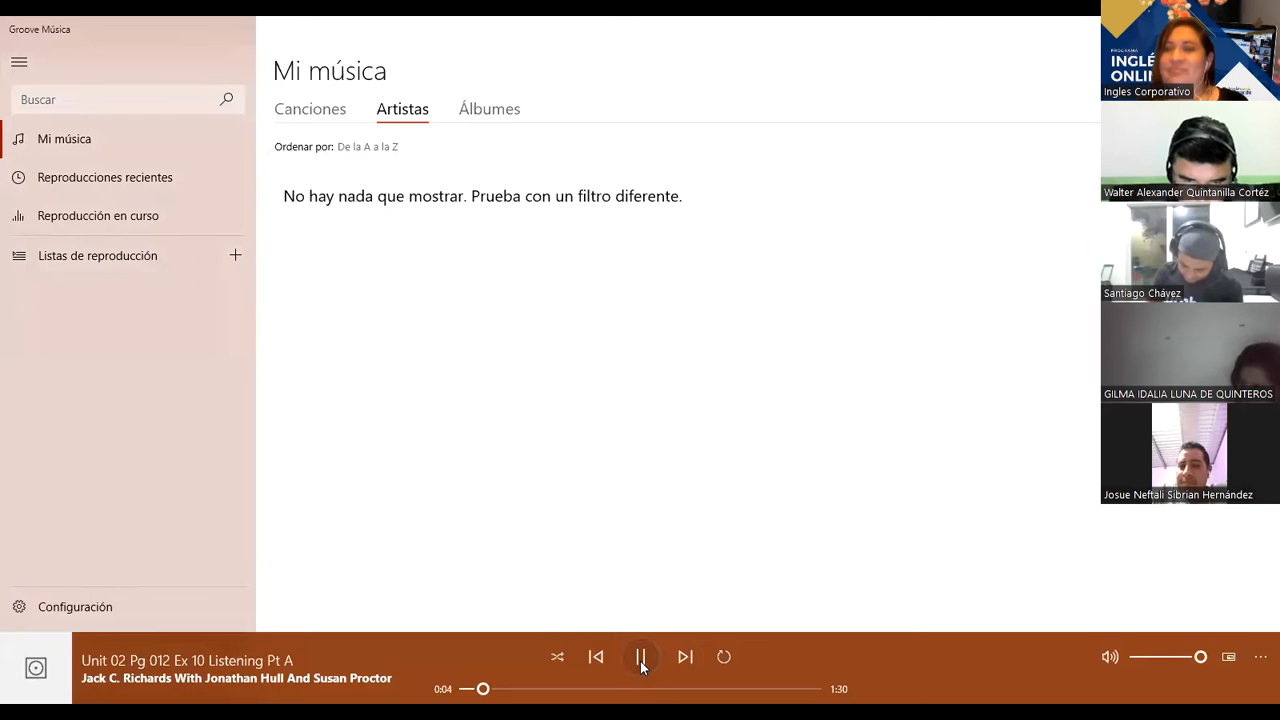 Groove Música
Buscar
Mi música
Reproducciones recientes
Reproducción en curso
Listas de reproducción
Configuración
Mi música
Canciones Artistas Álbumes
Ordenar por: De la A a la Z
No hay nada que mostrar. Prueba con un filtro diferente.
Unit 02 Pg 012 Ex 10 Listening Pt A
Jack C. Richards With Jonathan Hull And Susan Proctor
0:04
1:30
PROGRAMA
INGLÉ
ONLIN
Ingles Corporativo
Walter Alexander Quintanilla Cortéz
Santiago Chávez
GILMA IDALIA LUNA DE QUINTEROS
Josue Neftali Sibrian Hernández